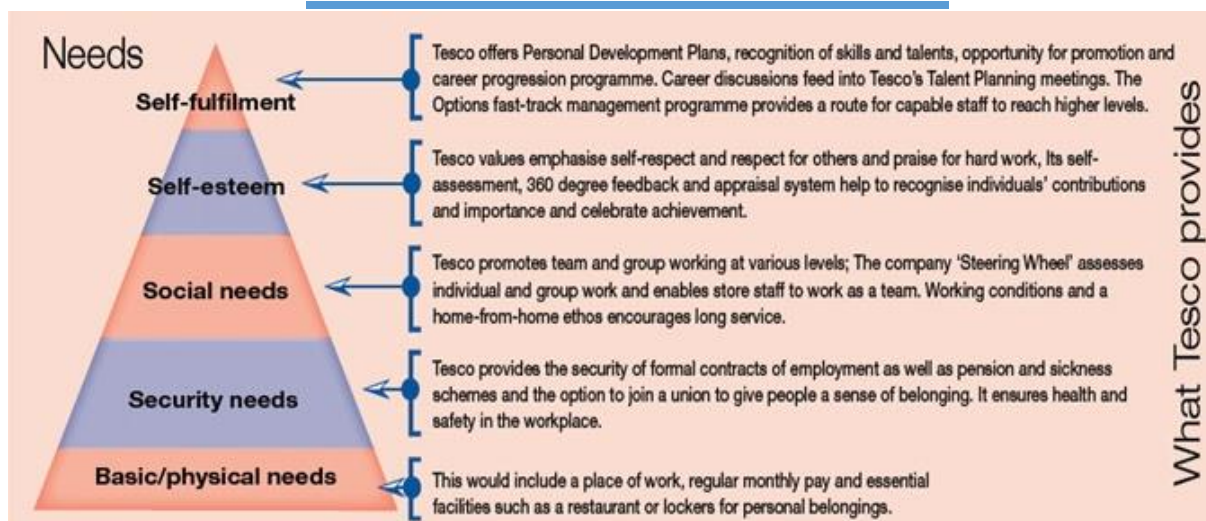 Needs
Self-fulfilment
Tesco offers Personal Development Plans, recognition of skills and talents, opportunity for promotion and
career progression programme. Career discussions feed into Tesco's Talent Planning meetings. The
Options fast-track management programme provides a route for capable staff to reach higher levels.
Self-esteem
Tesco values emphasise self-respect and respect for others and praise for hard work, Its self-
assessment, 360 degree feedback and appraisal system help to recognise individuals' contributions
and importance and celebrate achievement.
Social needs
Tesco promotes team and group working at various levels; The company 'Steering Wheel' assesses
individual and group work and enables store staff to work as a team. Working conditions and a
home-from-home ethos encourages long service.
Security needs
Tesco provides the security of formal contracts of employment as well as pension and sickness
schemes and the option to join a union to give people a sense of belonging. It ensures health and
safety in the workplace.
Basic/physical needs
This would include a place of work, regular monthly pay and essential
facilities such as a restaurant or lockers for personal belongings.
What Tesco provides